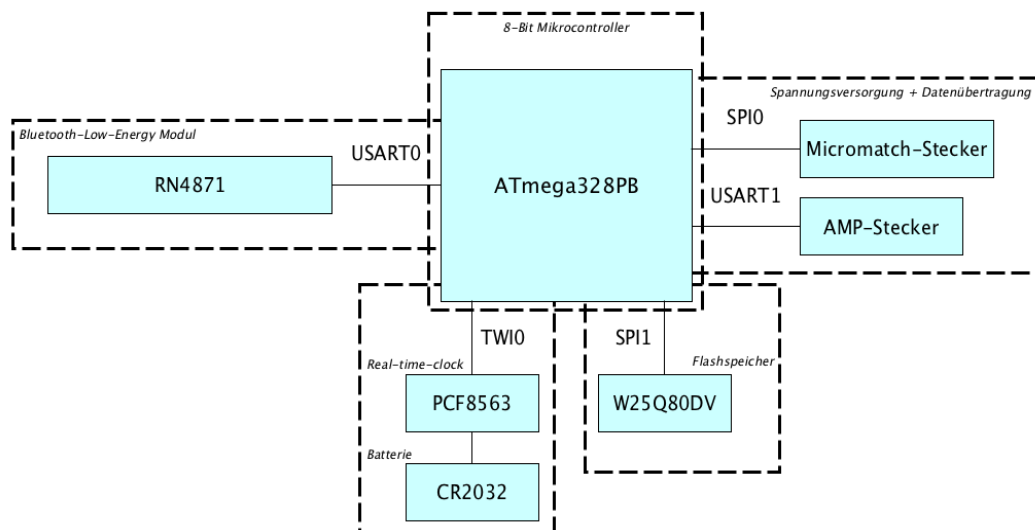 8-Bit Mikrocontroller
Spannungsversorgung + Datenübertragung
SPI0
Micromatch-Stecker
Bluetooth-Low-Energy Modul
USART0
RN4871
ATmega328PB
USART1
AMP-Stecker
TWI0
SPI1
Real-time-clock
Flashspeicher
PCF8563
W25Q80DV
Batterie
CR2032